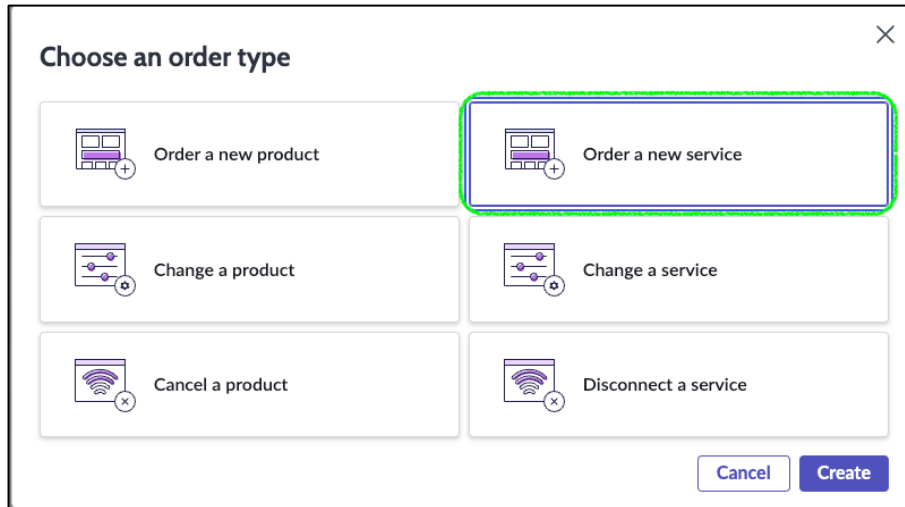 Choose an order type
Order a new product
Order a new service
Change a product
Change a service
Cancel a product
Disconnect a service
Cancel
Create